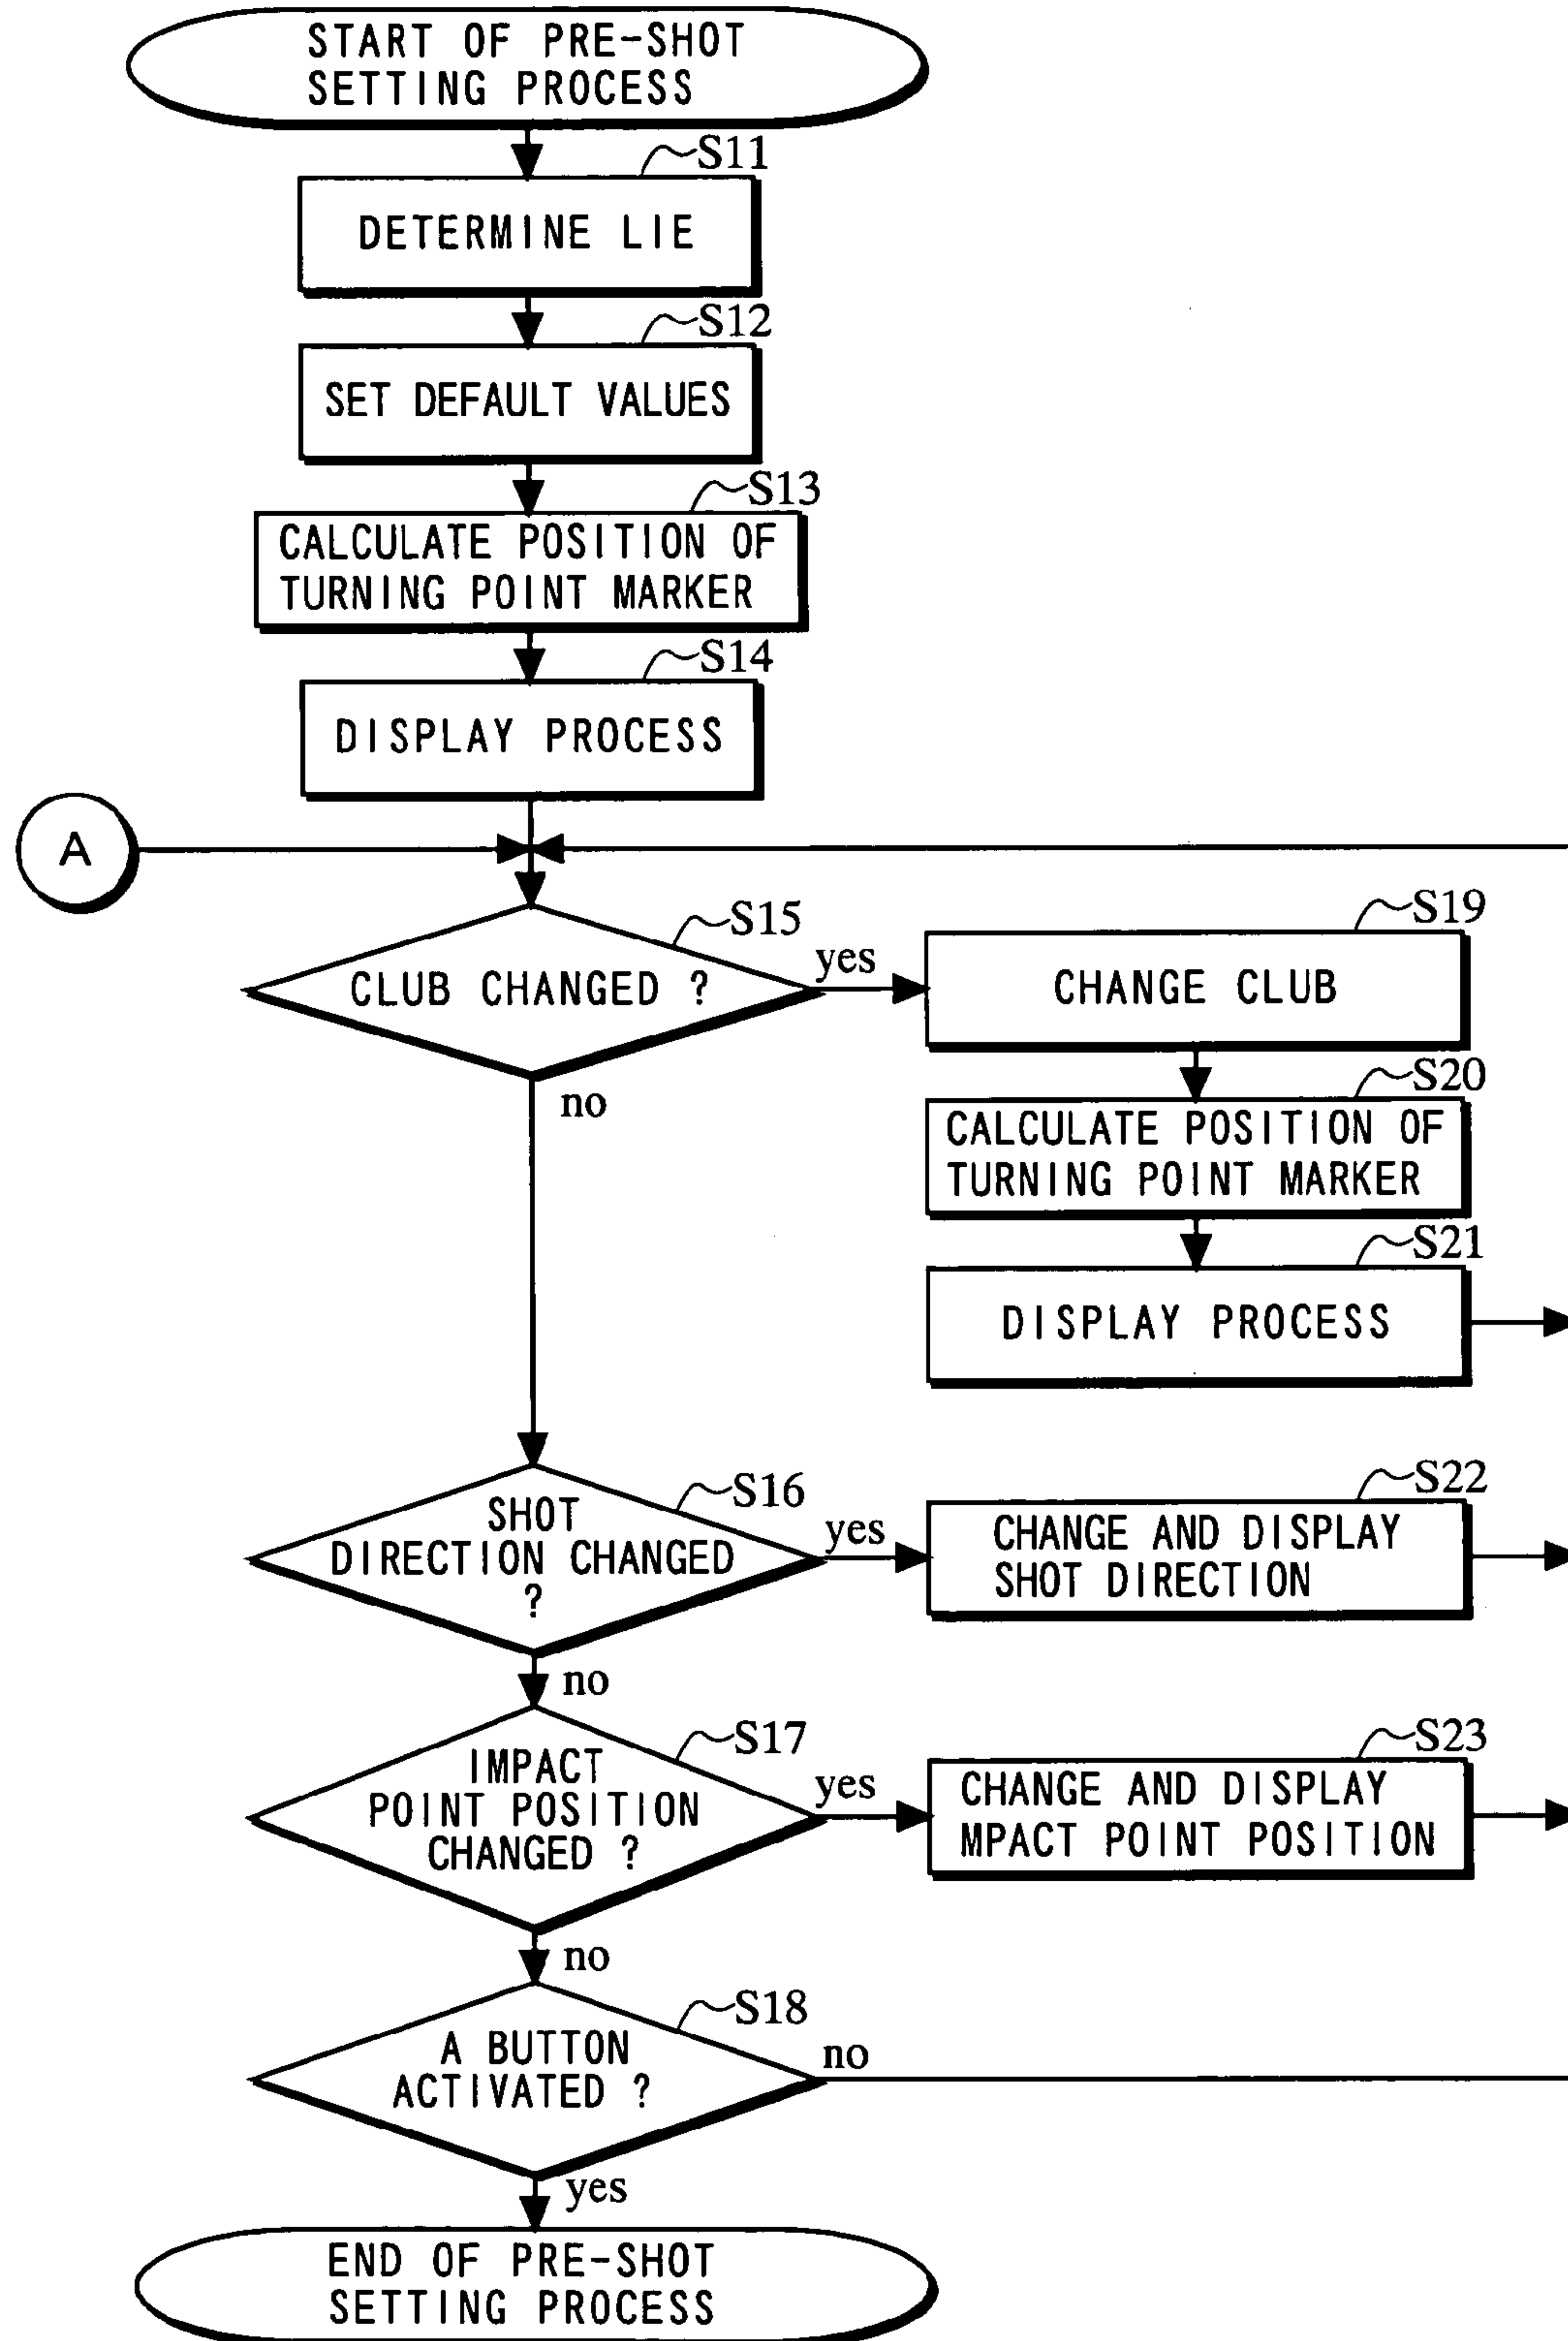 START OF PRE-SHOT
SETTING PROCESS
S11
DETERMINE LIE
S12
SET DEFAULT VALUES
S13
CALCULATE POSITION OF
TURNING POINT MARKER
S14
DISPLAY PROCESS
A
S15
CLUB CHANGED ?
yes
no
S19
CHANGE CLUB
S20
CALCULATE POSITION OF
TURNING POINT MARKER
S21
DISPLAY PROCESS
S16
SHOT
DIRECTION CHANGED
?
yes
no
S22
CHANGE AND DISPLAY
SHOT DIRECTION
S17
IMPACT
POINT POSITION
CHANGED ?
yes
no
S23
CHANGE AND DISPLAY
MPACT POINT POSITION
S18
A BUTTON
ACTIVATED ?
no
yes
END OF PRE-SHOT
SETTING PROCESS